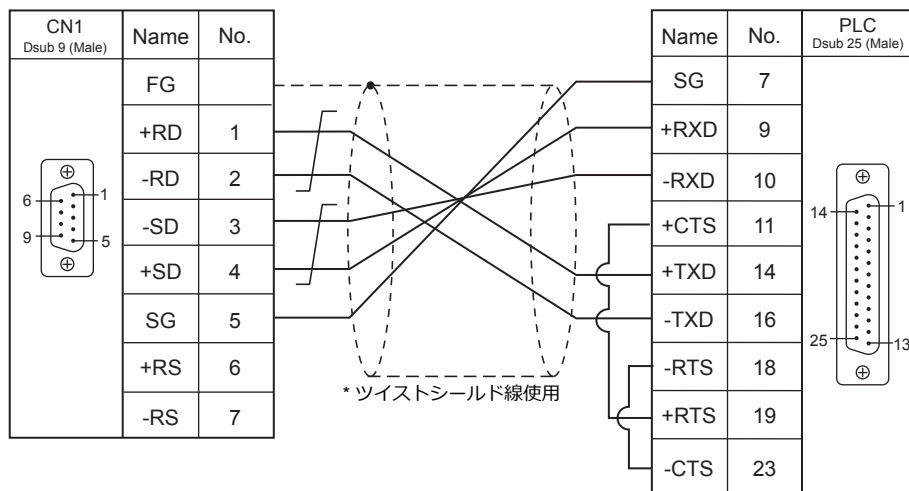 CN1
Dsub 9 (Male)
Name No.
FG
+RD 1
-RD 2
-SD 3
+SD 4
SG 5
+RS 6
-RS 7
6
1
9
5
* ツイストシールド線使用
Name No.
PLC
Dsub 25 (Male)
SG 7
+RXD 9
-RXD 10
+CTS 11
+TXD 14
-TXD 16
-RTS 18
+RTS 19
-CTS 23
14
1
25
13